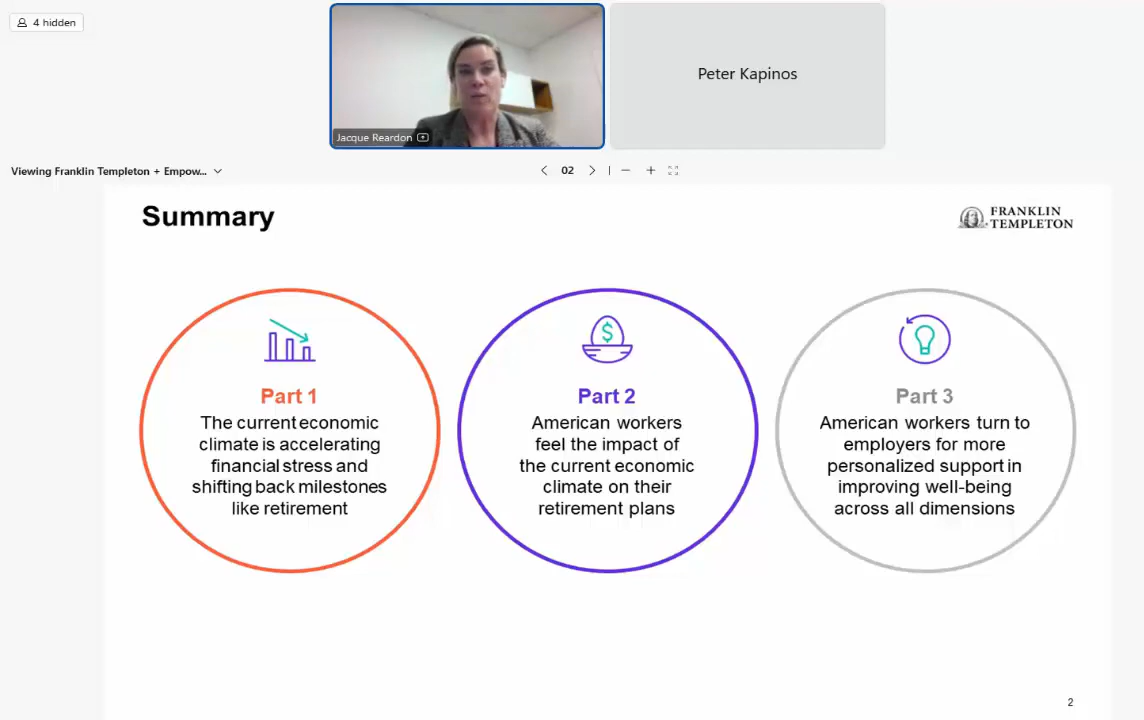 4 hidden
Jacque Reardon
Peter Kapinos
Viewing Franklin Templeton + Empow...
02
Summary
FRANKLIN
TEMPLETON
$
Part 1
The current economic
climate is accelerating
financial stress and
shifting back milestones
like retirement
Part 2
American workers
feel the impact of
the current economic
climate on their
retirement plans
Part 3
American workers turn to
employers for more
personalized support in
improving well-being
across all dimensions
2